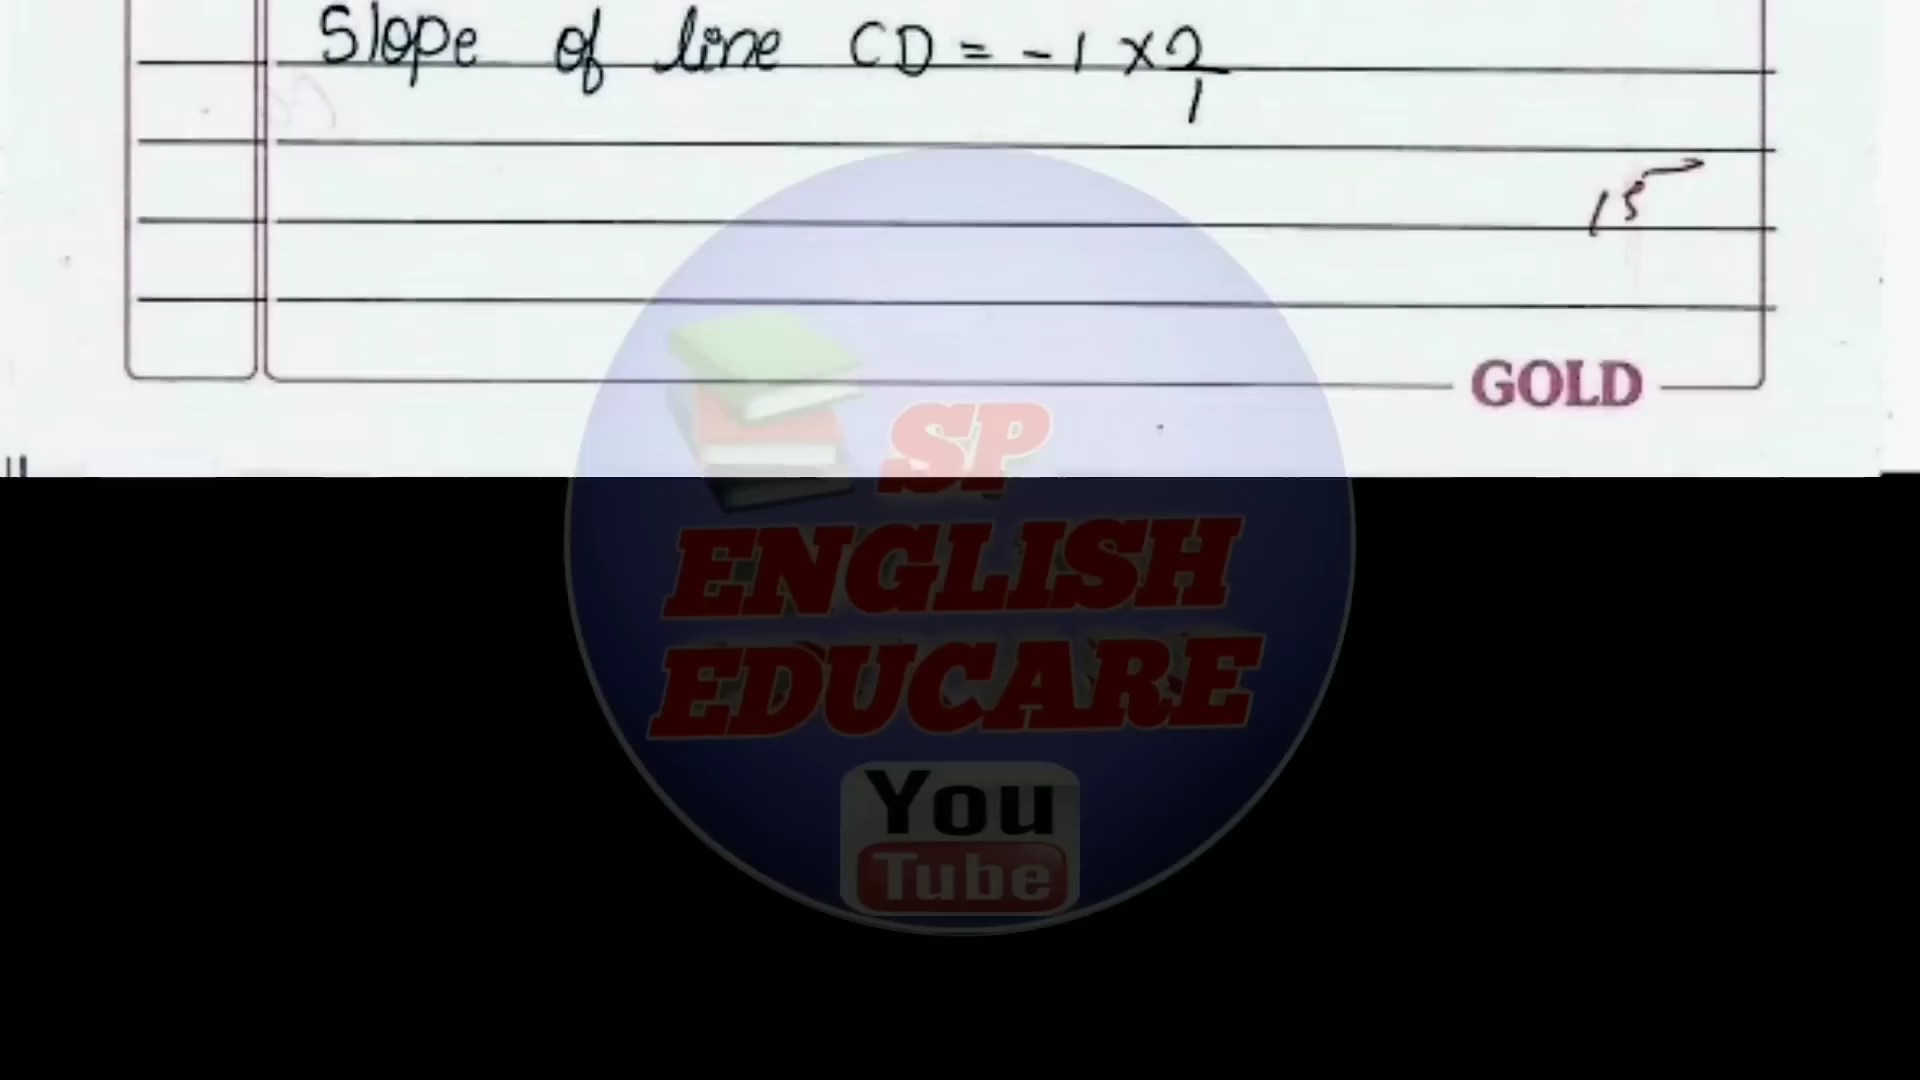 Slope of line CD = -1 × 2/1
15
GOLD
SP
ENGLISH
EDUCARE
You
Tube